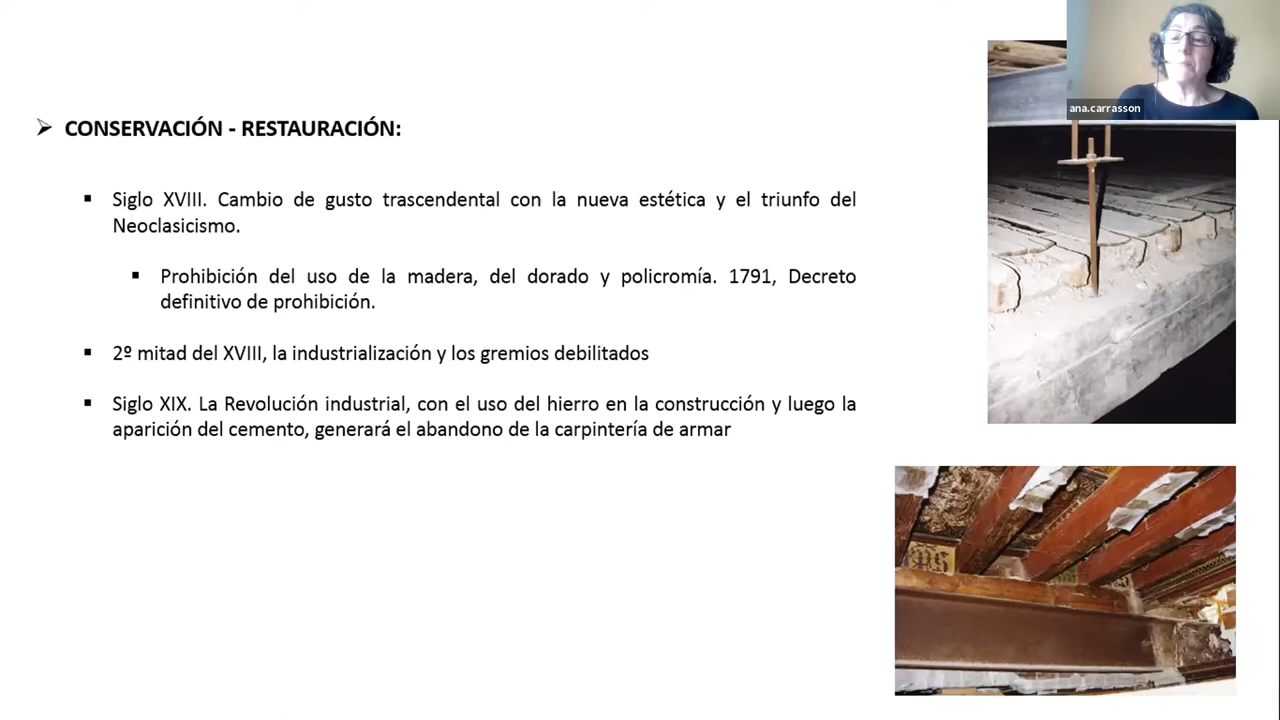 ana.carrasson
CONSERVACIÓN - RESTAURACIÓN:
Siglo XVIII. Cambio de gusto trascendental con la nueva estética y el triunfo del
Neoclasicismo.
Prohibición del uso de la madera, del dorado y policromía. 1791, Decreto
definitivo de prohibición.
2º mitad del XVIII, la industrialización y los gremios debilitados
Siglo XIX. La Revolución industrial, con el uso del hierro en la construcción y luego la
aparición del cemento, generará el abandono de la carpintería de armar